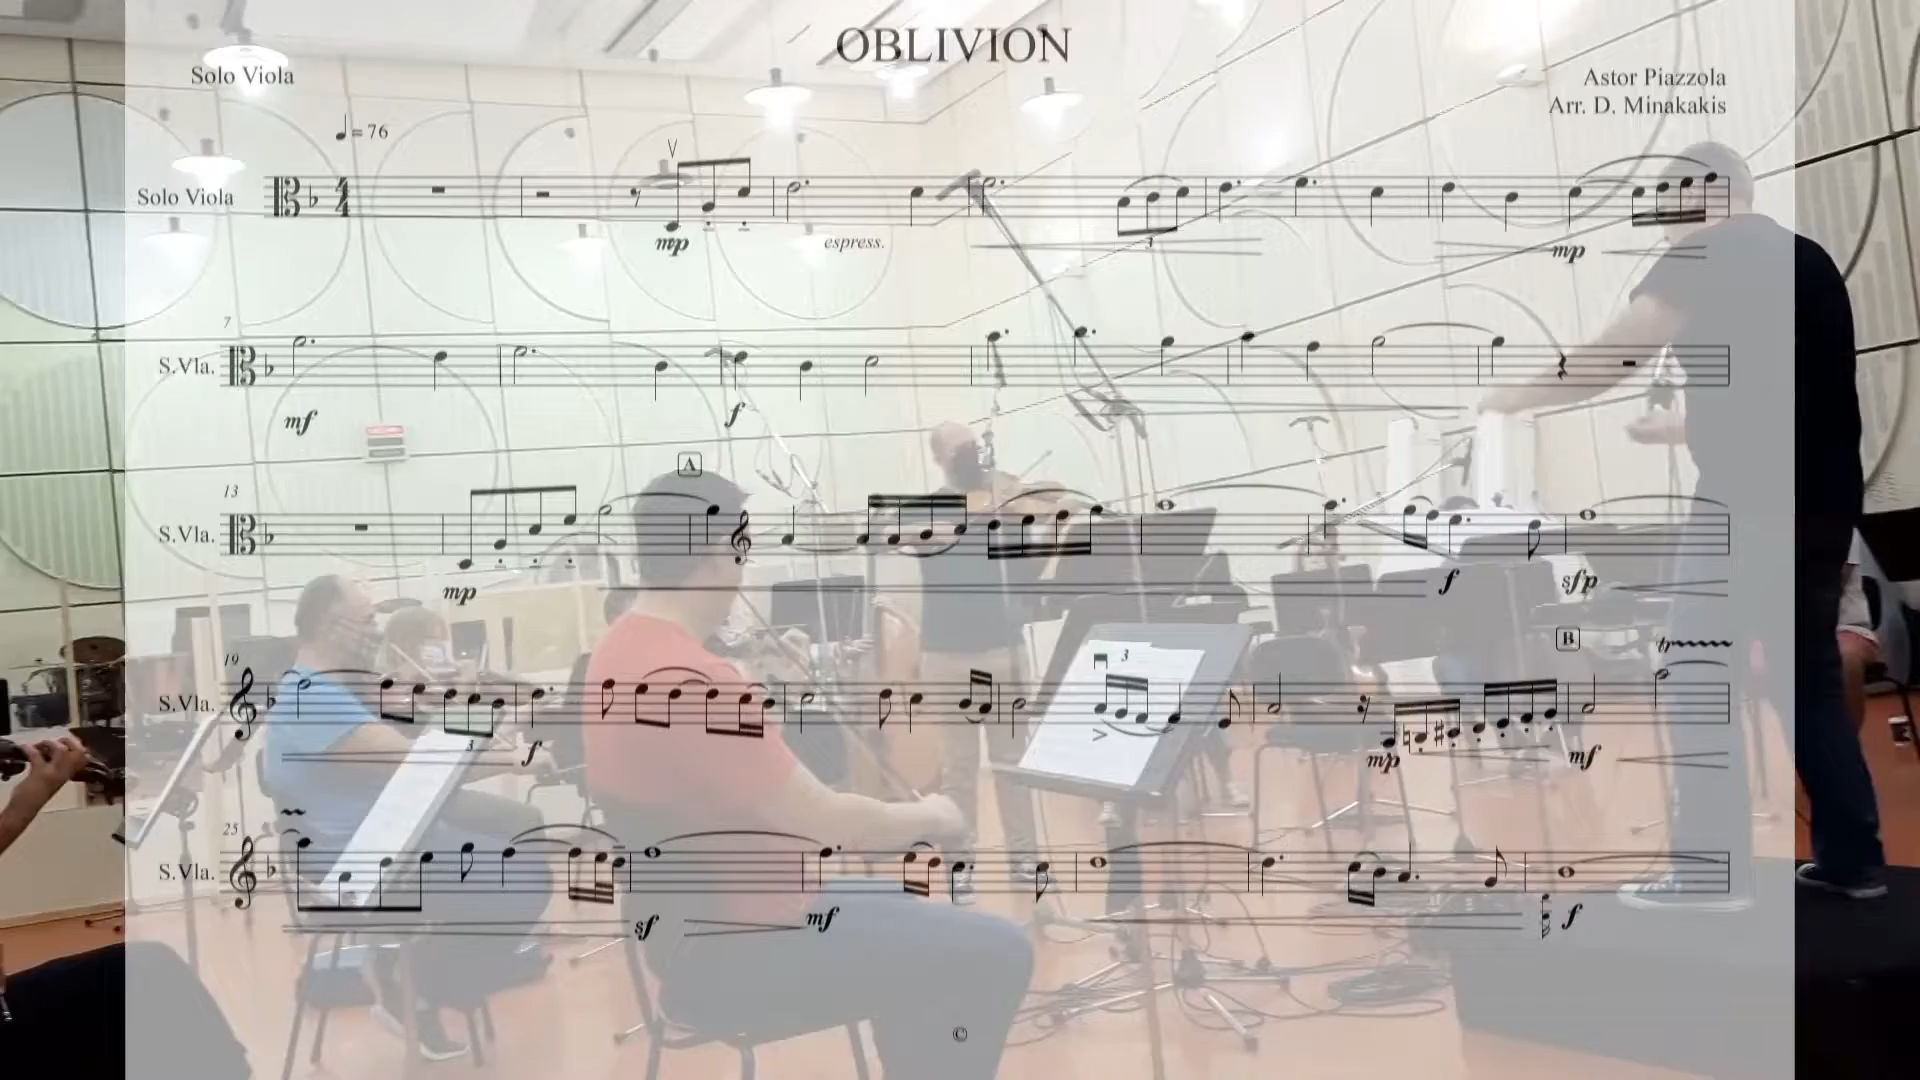 OBLIVION
Solo Viola
Astor Piazzola
Arr. D. Minakakis
= 76
Solo Viola
3
mp
espress.
mp
7
S.Vla.
mf
f
A
13
S.Vla.
mp
f
sfp
B
tr
19
S.Vla.
3
3
f
mp
mf
25
S.Vla.
sf
mf
f
©